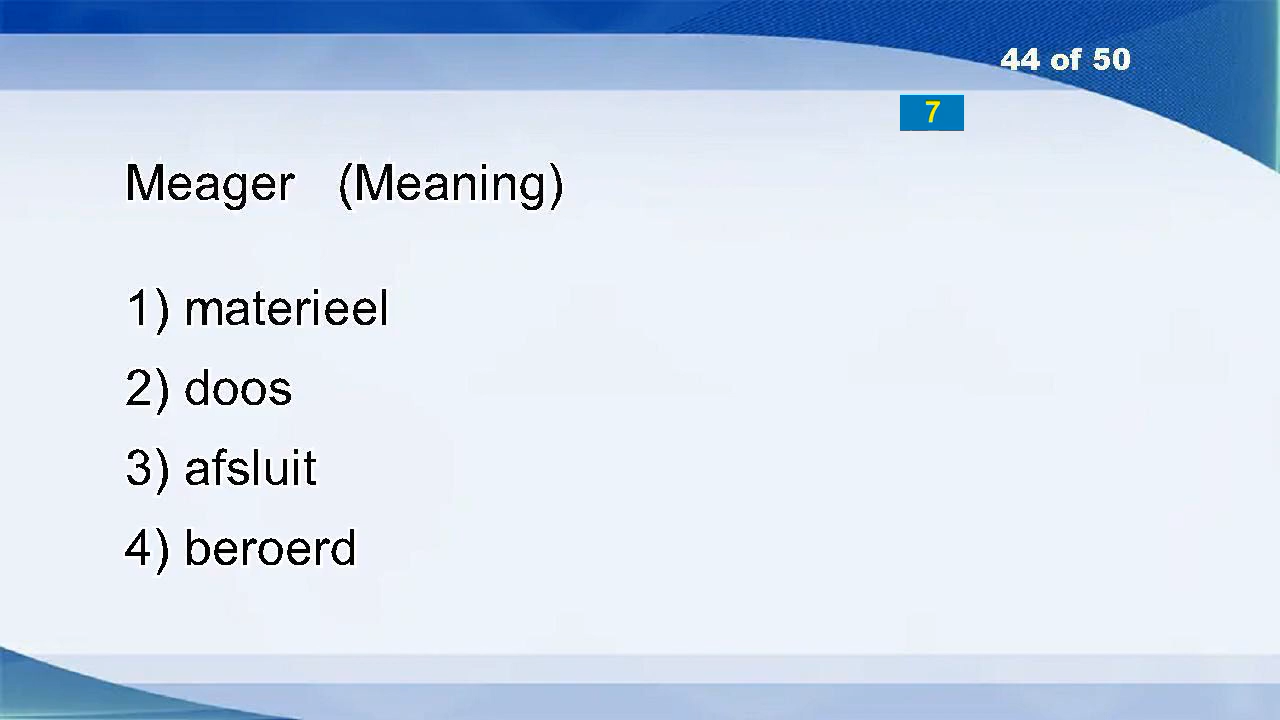 44 of 50
7
Meager (Meaning)
1) materieel
2) doos
3) afsluit
4) beroerd